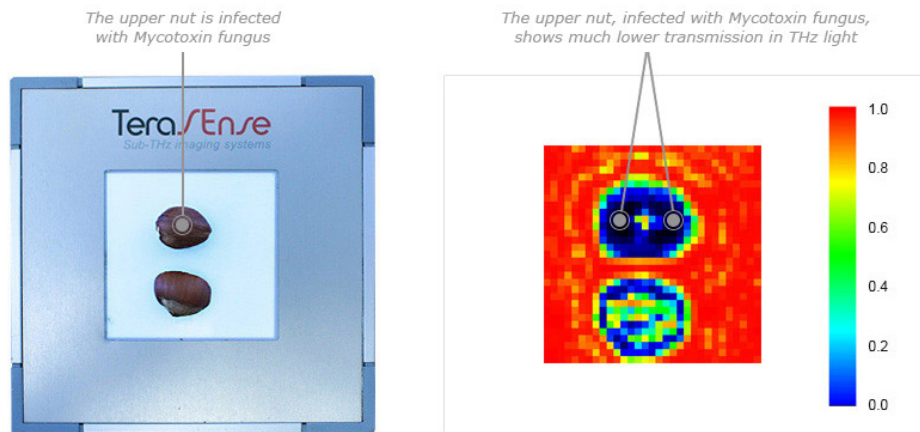 The upper nut is infected
with Mycotoxin fungus
The upper nut, infected with Mycotoxin fungus,
shows much lower transmission in THz light
TeraSEnse
Sub-THz imaging systems
1.0
0.8
0.6
0.4
0.2
0.0